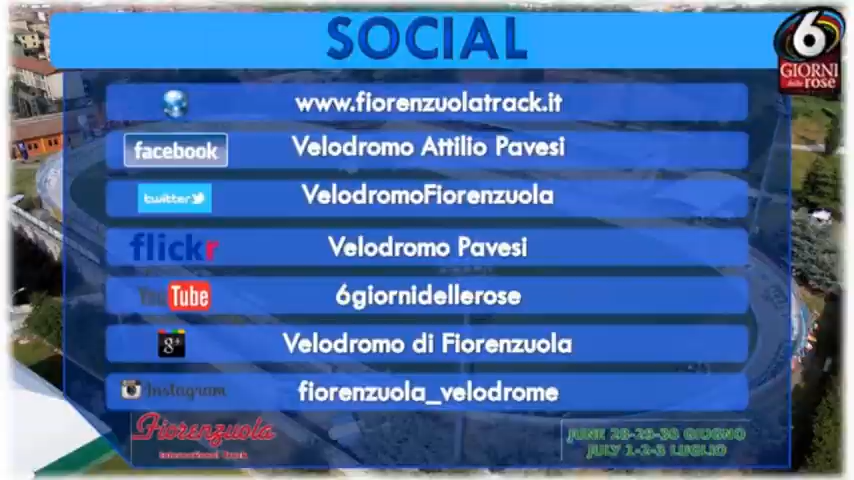 SOCIAL
6
GIORNI
delle rose
www.fiorenzuolatrack.it
facebook
Velodromo Attilio Pavesi
twitter
VelodromoFiorenzuola
flickr
Velodromo Pavesi
YouTube
6giornidellerose
g+
Velodromo di Fiorenzuola
Instagram
fiorenzuola_velodrome
Fiorenzuola
International Track
JUNE 28-29-30 GIUGNO
JULY 1-2-3 LUGLIO